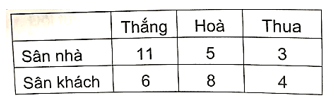 Thắng Hoà Thua
Sân nhà 11 5 3
Sân khách 6 8 4